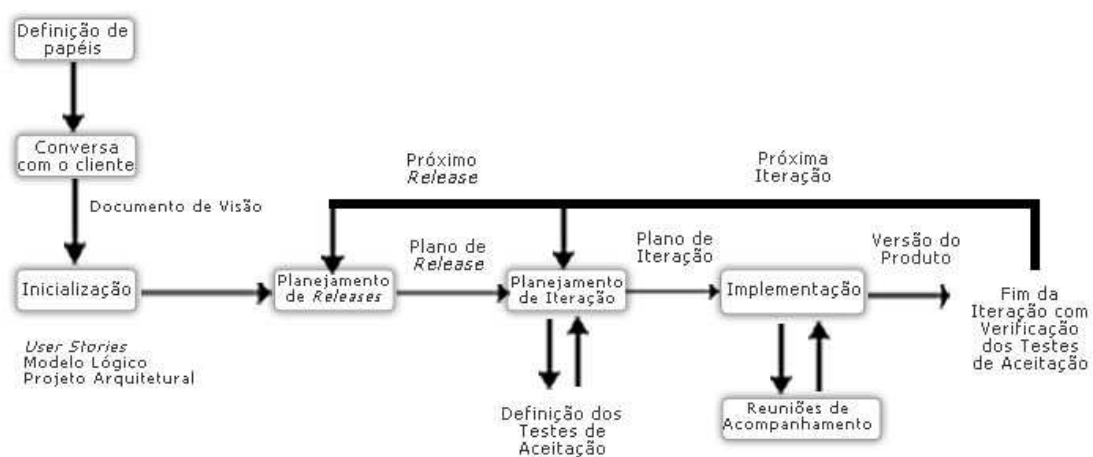 Definição de
papéis
Conversa
com o cliente
Documento de Visão
Inicialização
User Stories
Modelo Lógico
Projeto Arquitetural
Próximo
Release
Próxima
Iteração
Planejamento
de Releases
Plano de
Release
Planejamento
de Iteração
Plano de
Iteração
Implementação
Versão do
Produto
Fim da
Iteração com
Verificação
dos Testes
de Aceitação
Definição dos
Testes de
Aceitação
Reuniões de
Acompanhamento